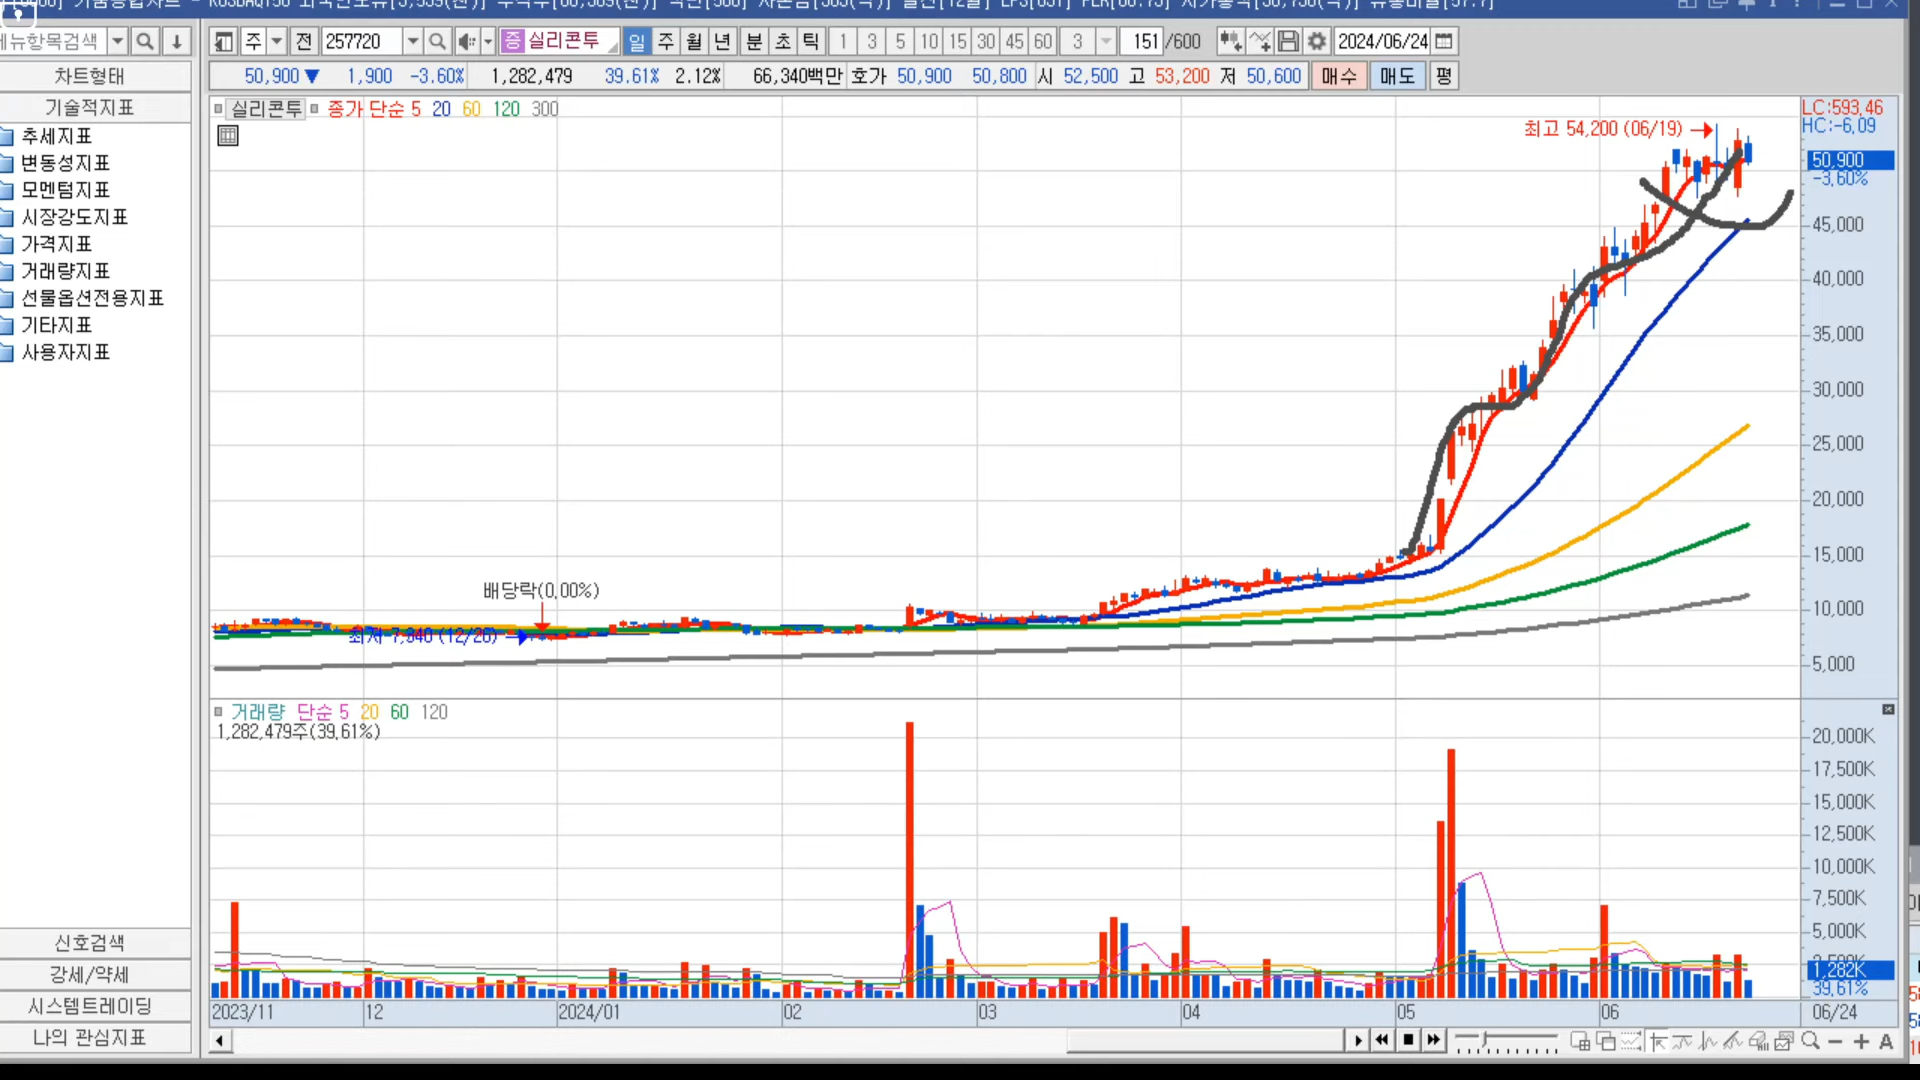 메뉴항목검색
차트형태
기술적지표
추세지표
변동성지표
모멘텀지표
시장강도지표
가격지표
거래량지표
선물옵션전용지표
기타지표
사용자지표
신호검색
강세/약세
시스템트레이딩
나의 관심지표
주 전 257720 증 실리콘투 일 주 월 년 분 초 틱 1 3 5 10 15 30 45 60 3 151 /600 2024/06/24
50,900 ▼ 1,900 -3.60% 1,282,479 39.61% 2.12% 66,340백만 호가 50,900 50,800 시 52,500 고 53,200 저 50,600 매수 매도 평
실리콘투 종가 단순 5 20 60 120 300
LC:593.46
HC:-6.09
최고 54,200 (06/19)
50,900
-3.60%
45,000
40,000
35,000
30,000
25,000
20,000
15,000
10,000
5,000
배당락(0.00%)
거래량 단순 5 20 60 120
1,282,479주(39.61%)
20,000K
17,500K
15,000K
12,500K
10,000K
7,500K
5,000K
1,282K
39.61%
2023/11 12 2024/01 02 03 04 05 06 06/24
A